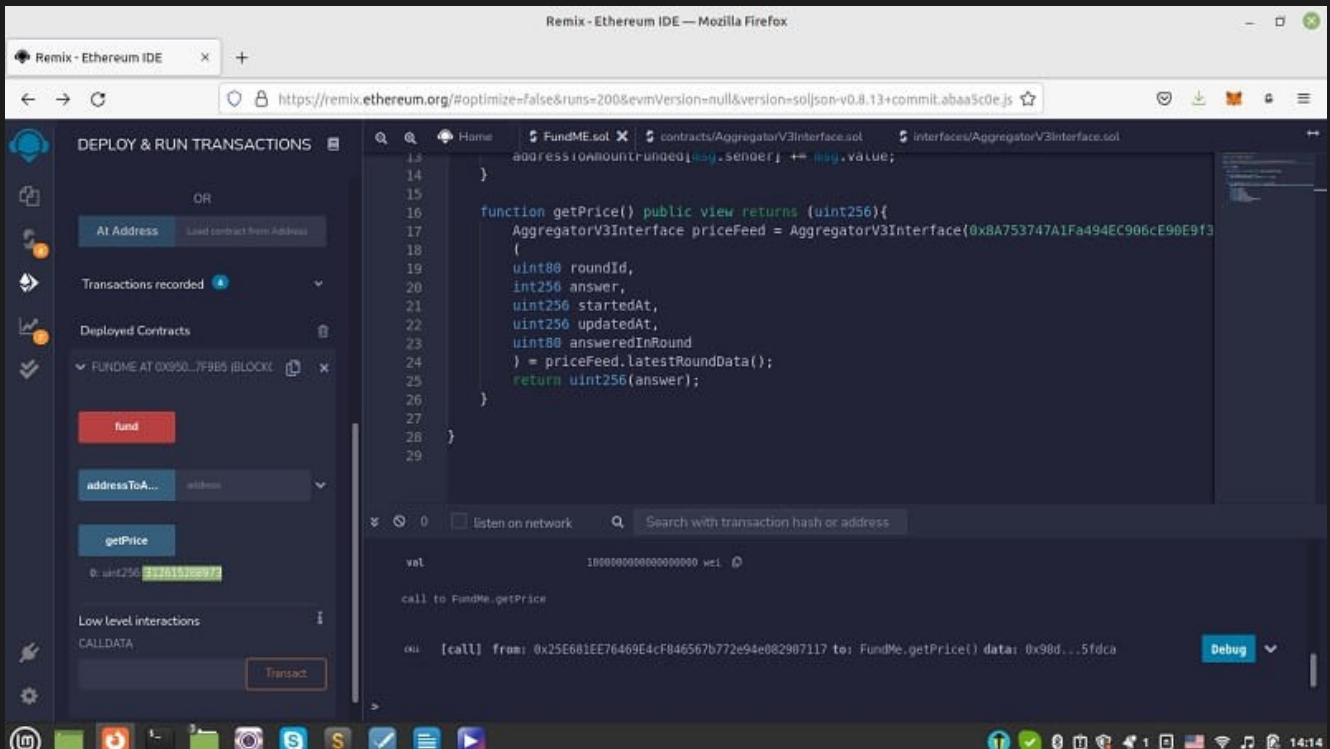 Remix - Ethereum IDE — Mozilla Firefox
Remix - Ethereum IDE
https://remix.ethereum.org/#optimize=false&runs=200&evmVersion=null&version=soljson-v0.8.13+commit.abaa5c0e.js
DEPLOY & RUN TRANSACTIONS
OR
At Address Load contract from Address
Transactions recorded 4
Deployed Contracts
FUNDME AT 0X950...7F9B5 (BLOCKC
fund
addressToA... address
getPrice
0: uint256:
Low level interactions
CALLDATA
Transact
Home
FundME.sol
contracts/AggregatorV3Interface.sol
interfaces/AggregatorV3Interface.sol
13 addressToAmountFunded[msg.sender] += msg.value;
14 }
15
16 function getPrice() public view returns (uint256){
17 AggregatorV3Interface priceFeed = AggregatorV3Interface(0x8A753747A1Fa494EC906cE90E9f3
18 (
19 uint80 roundId,
20 int256 answer,
21 uint256 startedAt,
22 uint256 updatedAt,
23 uint80 answeredInRound
24 ) = priceFeed.latestRoundData();
25 return uint256(answer);
26 }
27
28 }
29
0 listen on network Search with transaction hash or address
val wei
call to FundMe.getPrice
CALL [call] from: 0x25E681EE76469E4cF846567b772e94e082907117 to: FundMe.getPrice() data: 0x98d...5fdca
Debug
>
14:14